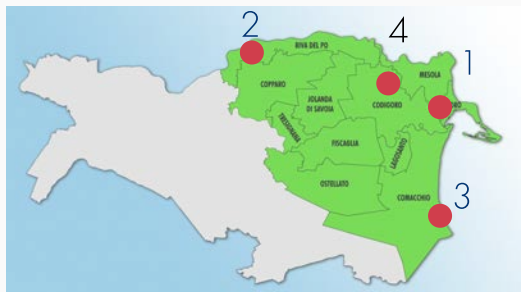 2
4
1
RIVA DEL PO
MESOLA
COPPARO
JOLANDA
DI SAVOIA
CODIGORO
TRESIGNANA
FISCAGLIA
LAGOSANTO
OSTELLATO
COMACCHIO
3